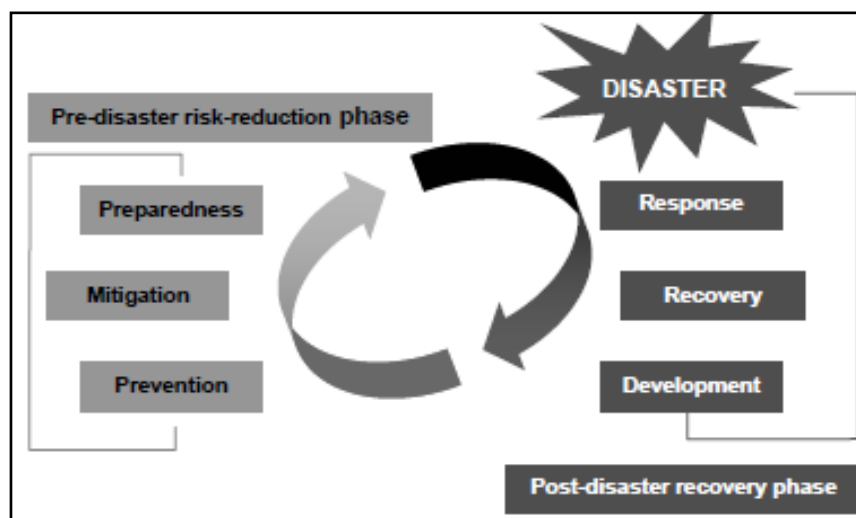 DISASTER
Pre-disaster risk-reduction phase
Preparedness
Response
Mitigation
Recovery
Prevention
Development
Post-disaster recovery phase